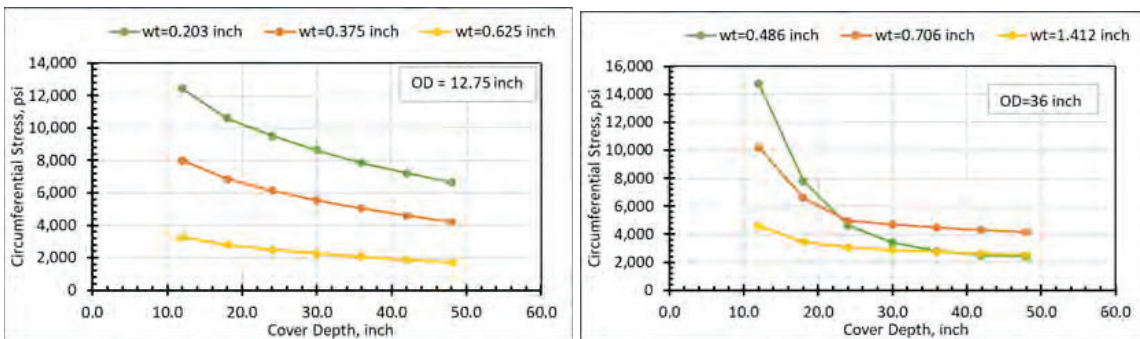 wt=0.203 inch wt=0.375 inch wt=0.625 inch
14,000
12,000
10,000
8,000
6,000
4,000
2,000
0
Circumferential Stress, psi
OD = 12.75 inch
0.0 10.0 20.0 30.0 40.0 50.0 60.0
Cover Depth, inch
wt=0.486 inch wt=0.706 inch wt=1.412 inch
16,000
14,000
12,000
10,000
8,000
6,000
4,000
2,000
0
Circumferential Stress, psi
OD=36 inch
0.0 10.0 20.0 30.0 40.0 50.0 60.0
Cover Depth, inch